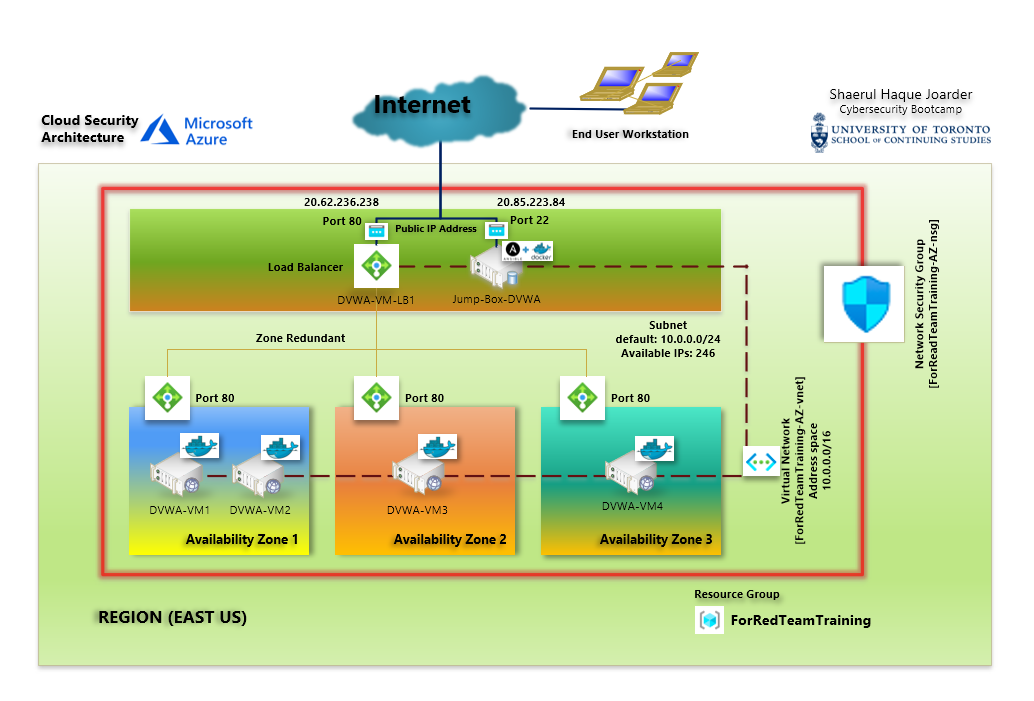 Internet
End User Workstation
Cloud Security
Architecture
Microsoft
Azure
Shaerul Haque Joarder
Cybersecurity Bootcamp
UNIVERSITY OF TORONTO
SCHOOL OF CONTINUING STUDIES
20.62.236.238
20.85.223.84
Port 80
Public IP Address
Port 22
ANSIBLE
+
docker
Load Balancer
DVWA-VM-LB1
Jump-Box-DVWA
Zone Redundant
Subnet
default: 10.0.0.0/24
Available IPs: 246
Network Security Group
[ForReadTeamTraining-AZ-nsg]
Port 80
Port 80
Port 80
DVWA-VM1
DVWA-VM2
DVWA-VM3
DVWA-VM4
Availability Zone 1
Availability Zone 2
Availability Zone 3
Virtual Network
[ForRedTeamTraining-AZ-vnet]
Address space
10.0.0.0/16
REGION (EAST US)
Resource Group
ForRedTeamTraining